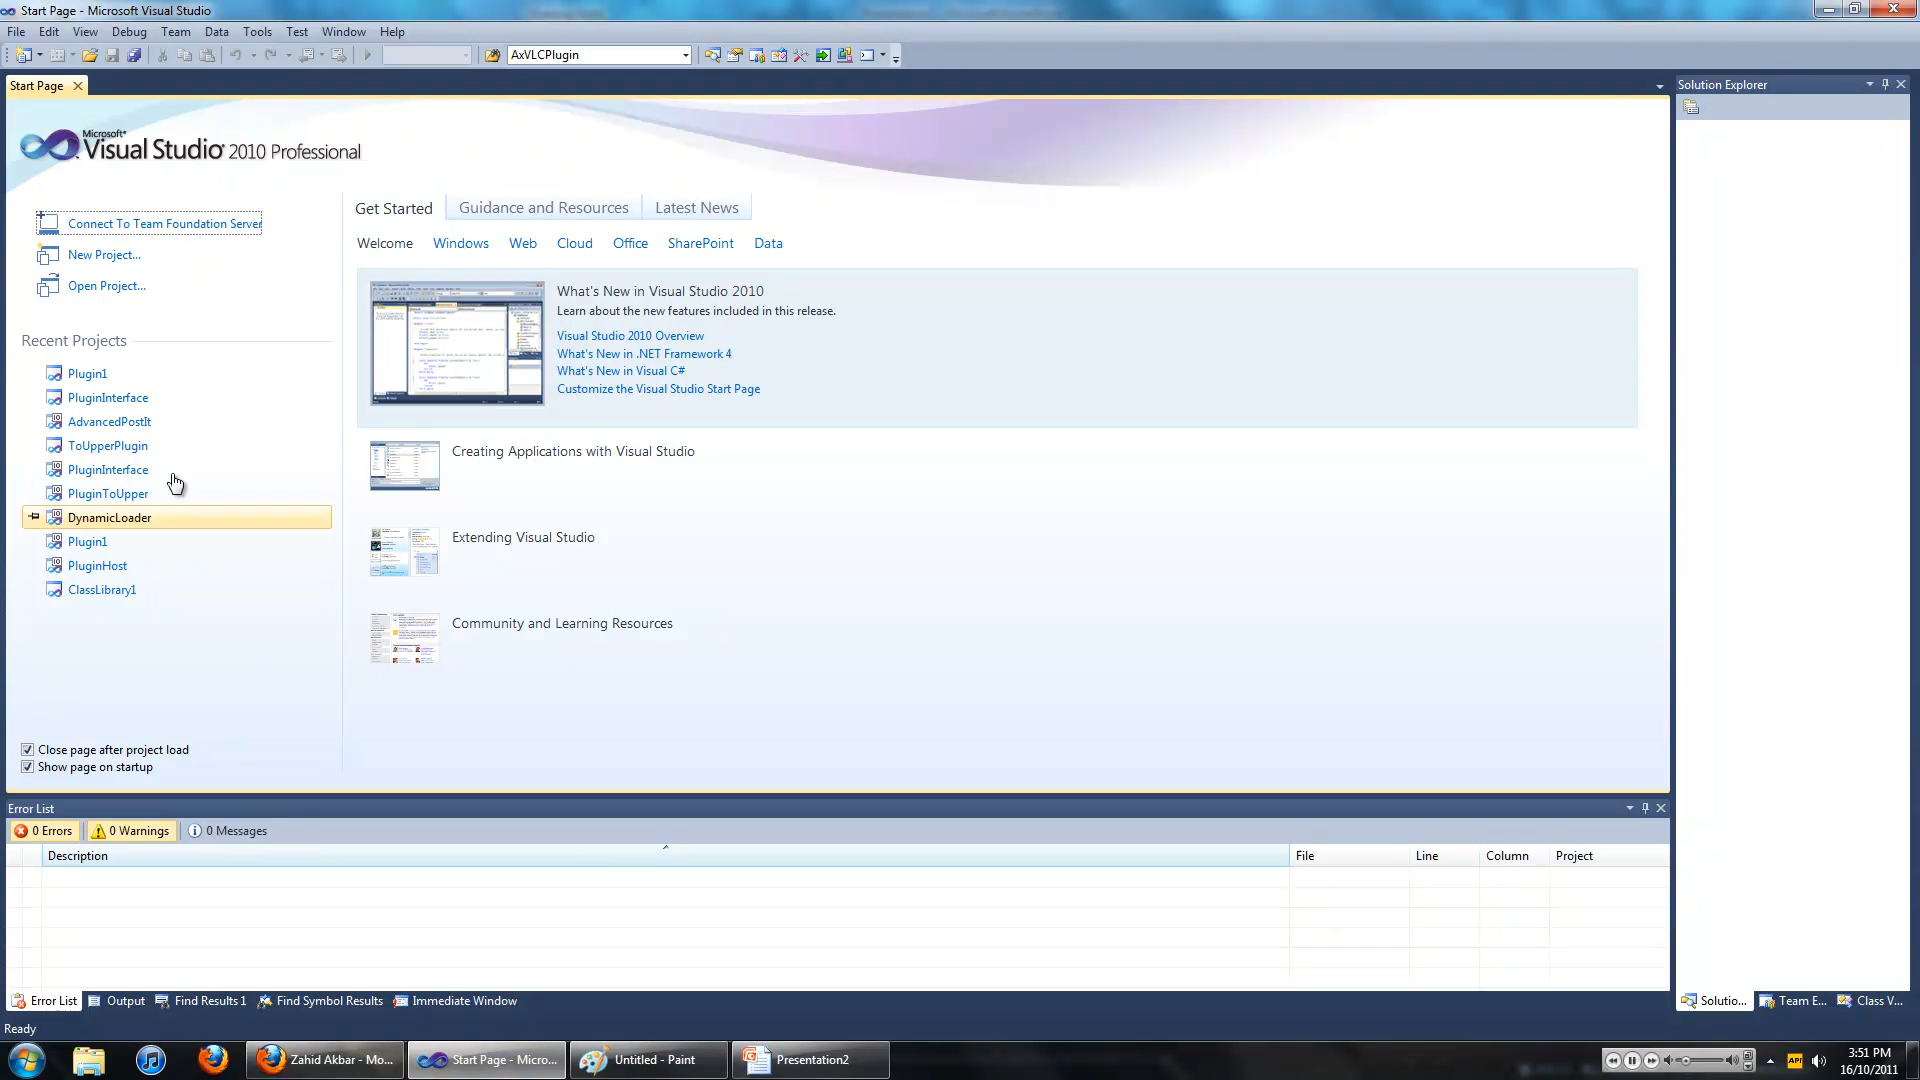 Start Page - Microsoft Visual Studio
File Edit View Debug Team Data Tools Test Window Help
AxVLCPlugin
Start Page
Solution Explorer
Microsoft
Visual Studio 2010 Professional
Connect To Team Foundation Server
New Project...
Open Project...
Recent Projects
Plugin1
PluginInterface
AdvancedPostIt
ToUpperPlugin
PluginInterface
PluginToUpper
DynamicLoader
Plugin1
PluginHost
ClassLibrary1
Close page after project load
Show page on startup
Get Started Guidance and Resources Latest News
Welcome Windows Web Cloud Office SharePoint Data
What's New in Visual Studio 2010
Learn about the new features included in this release.
Visual Studio 2010 Overview
What's New in .NET Framework 4
What's New in Visual C#
Customize the Visual Studio Start Page
Creating Applications with Visual Studio
Extending Visual Studio
Community and Learning Resources
Error List
0 Errors 0 Warnings 0 Messages
Description File Line Column Project
Error List Output Find Results 1 Find Symbol Results Immediate Window
Solutio... Team E... Class V...
Ready
Zahid Akbar - Mo... Start Page - Micro... Untitled - Paint Presentation2
API
3:51 PM
16/10/2011